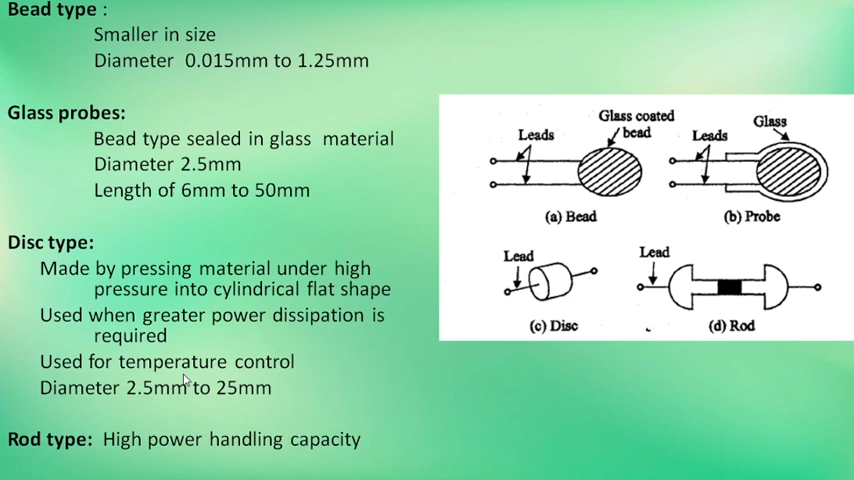 Bead type :
Smaller in size
Diameter 0.015mm to 1.25mm
Glass probes:
Bead type sealed in glass material
Diameter 2.5mm
Length of 6mm to 50mm
Disc type:
Made by pressing material under high
pressure into cylindrical flat shape
Used when greater power dissipation is
required
Used for temperature control
Diameter 2.5mm to 25mm
Rod type: High power handling capacity
Glass coated
bead
Leads
(a) Bead
Glass
Leads
(b) Probe
Lead
(c) Disc
Lead
(d) Rod